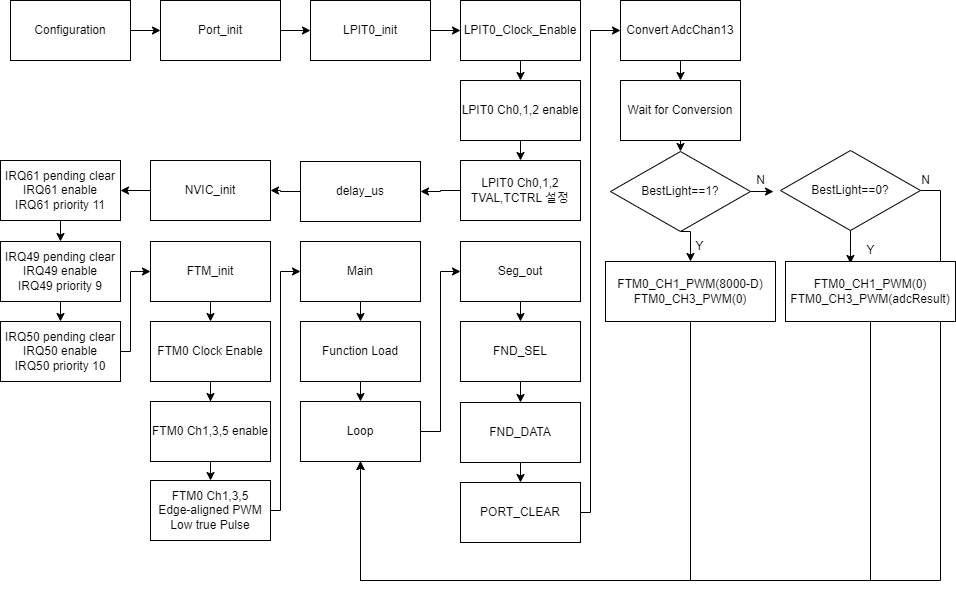 Configuration
Port_init
LPIT0_init
LPIT0_Clock_Enable
LPIT0 Ch0,1,2 enable
LPIT0 Ch0,1,2
TVAL,TCTRL 설정
delay_us
NVIC_init
IRQ61 pending clear
IRQ61 enable
IRQ61 priority 11
IRQ49 pending clear
IRQ49 enable
IRQ49 priority 9
IRQ50 pending clear
IRQ50 enable
IRQ50 priority 10
FTM_init
FTM0 Clock Enable
FTM0 Ch1,3,5 enable
FTM0 Ch1,3,5
Edge-aligned PWM
Low true Pulse
Main
Function Load
Loop
Seg_out
FND_SEL
FND_DATA
PORT_CLEAR
Convert AdcChan13
Wait for Conversion
BestLight==1?
N
Y
FTM0_CH1_PWM(8000-D)
FTM0_CH3_PWM(0)
BestLight==0?
N
Y
FTM0_CH1_PWM(0)
FTM0_CH3_PWM(adcResult)